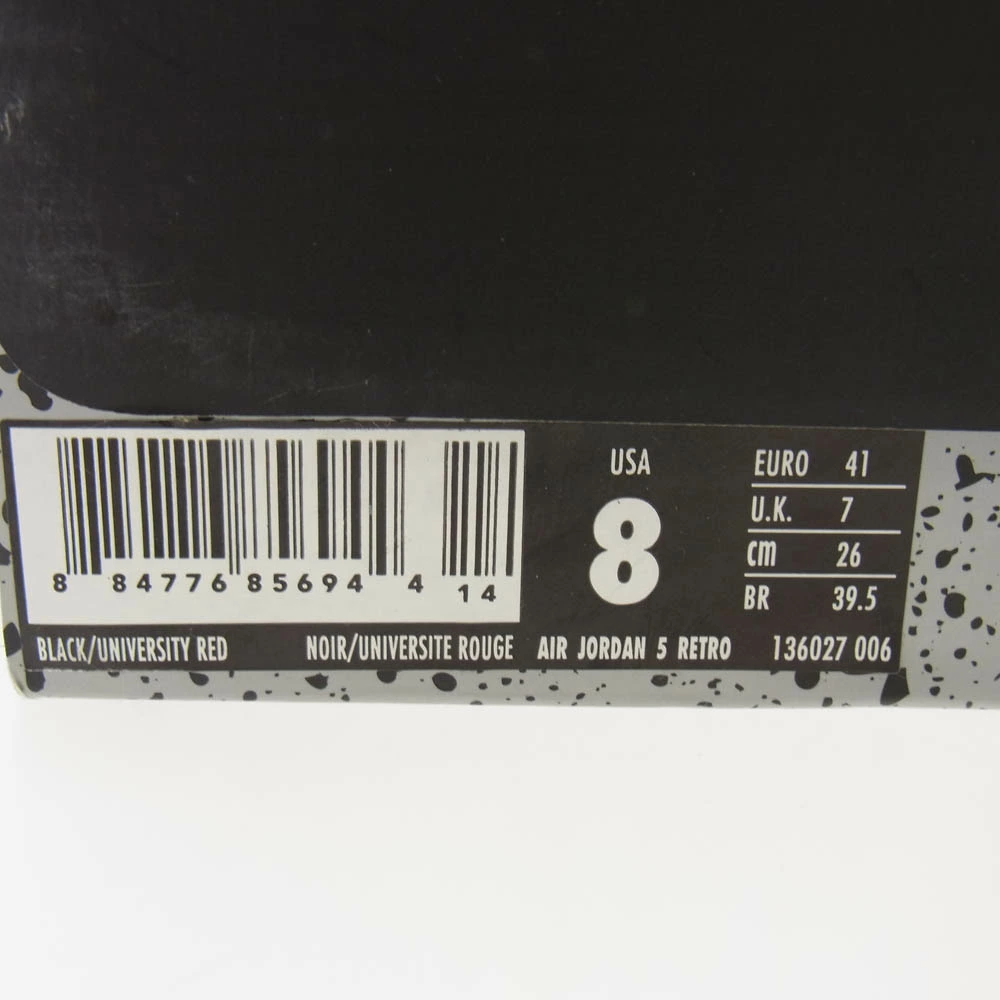 8 84776 85694 4 14
USA
8
EURO 41
U.K. 7
cm 26
BR 39.5
BLACK/UNIVERSITY RED NOIR/UNIVERSITE ROUGE AIR JORDAN 5 RETRO 136027 006